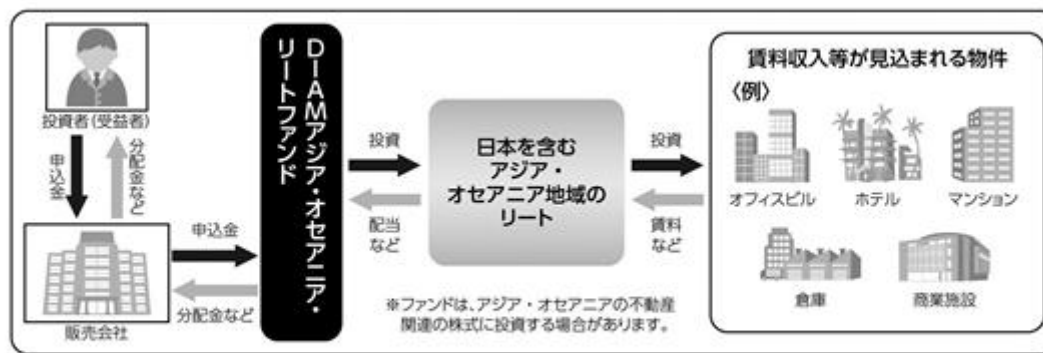 投資者(受益者)
申込金
分配金など
販売会社
申込金
分配金など
DIAMアジア・オセアニア・
リートファンド
投資
配当
など
日本を含む
アジア・
オセアニア地域の
リート
※ファンドは、アジア・オセアニアの不動産
関連の株式に投資する場合があります。
投資
賃料
など
賃料収入等が見込まれる物件
〈例〉
オフィスビル
ホテル
マンション
倉庫
商業施設